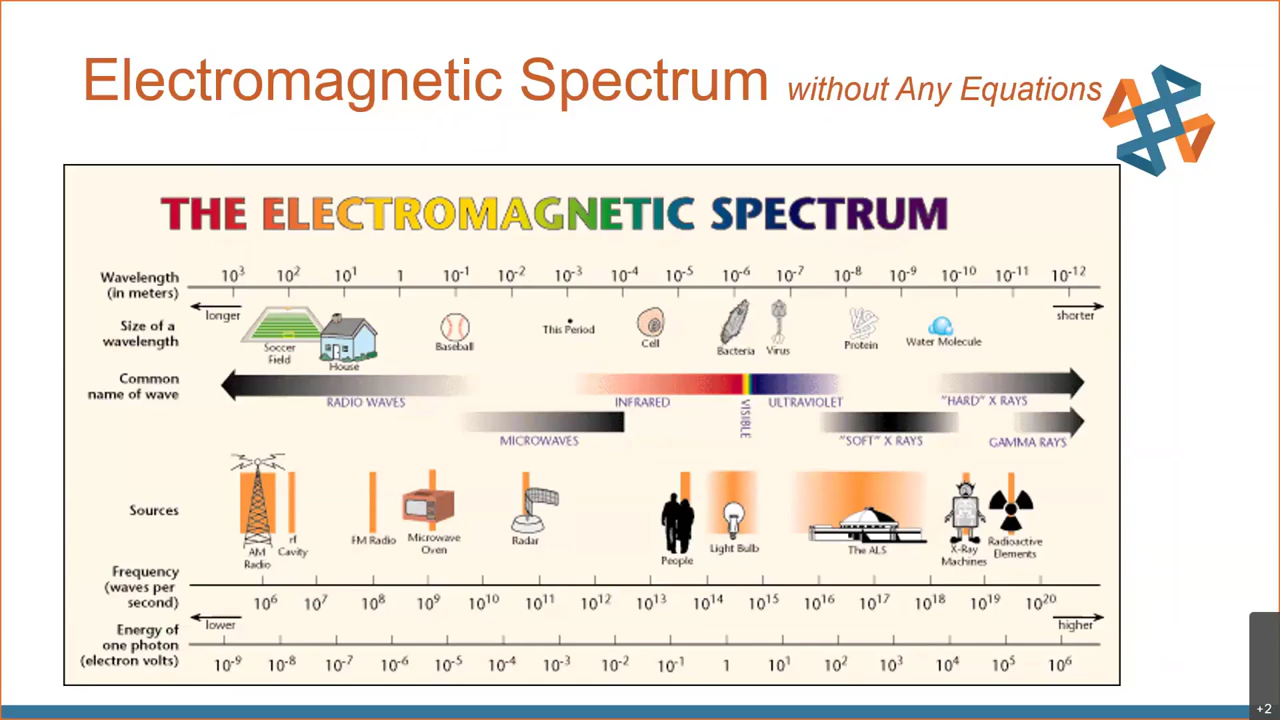 Electromagnetic Spectrum without Any Equations
THE ELECTROMAGNETIC SPECTRUM
Wavelength
(in meters)
10³ 10² 10¹ 1 10⁻¹ 10⁻² 10⁻³ 10⁻⁴ 10⁻⁵ 10⁻⁶ 10⁻⁷ 10⁻⁸ 10⁻⁹ 10⁻¹⁰ 10⁻¹¹ 10⁻¹²
longer
shorter
Size of a
wavelength
Soccer
Field
House
Baseball
This Period
Cell
Bacteria
Virus
Protein
Water Molecule
Common
name of wave
RADIO WAVES
INFRARED
VISIBLE
ULTRAVIOLET
"HARD" X RAYS
MICROWAVES
"SOFT" X RAYS
GAMMA RAYS
Sources
AM
Radio
rf
Cavity
FM Radio
Microwave
Oven
Radar
People
Light Bulb
The ALS
X-Ray
Machines
Radioactive
Elements
Frequency
(waves per
second)
10⁶ 10⁷ 10⁸ 10⁹ 10¹⁰ 10¹¹ 10¹² 10¹³ 10¹⁴ 10¹⁵ 10¹⁶ 10¹⁷ 10¹⁸ 10¹⁹ 10²⁰
lower
higher
Energy of
one photon
(electron volts)
10⁻⁹ 10⁻⁸ 10⁻⁷ 10⁻⁶ 10⁻⁵ 10⁻⁴ 10⁻³ 10⁻² 10⁻¹ 1 10¹ 10² 10³ 10⁴ 10⁵ 10⁶
+2